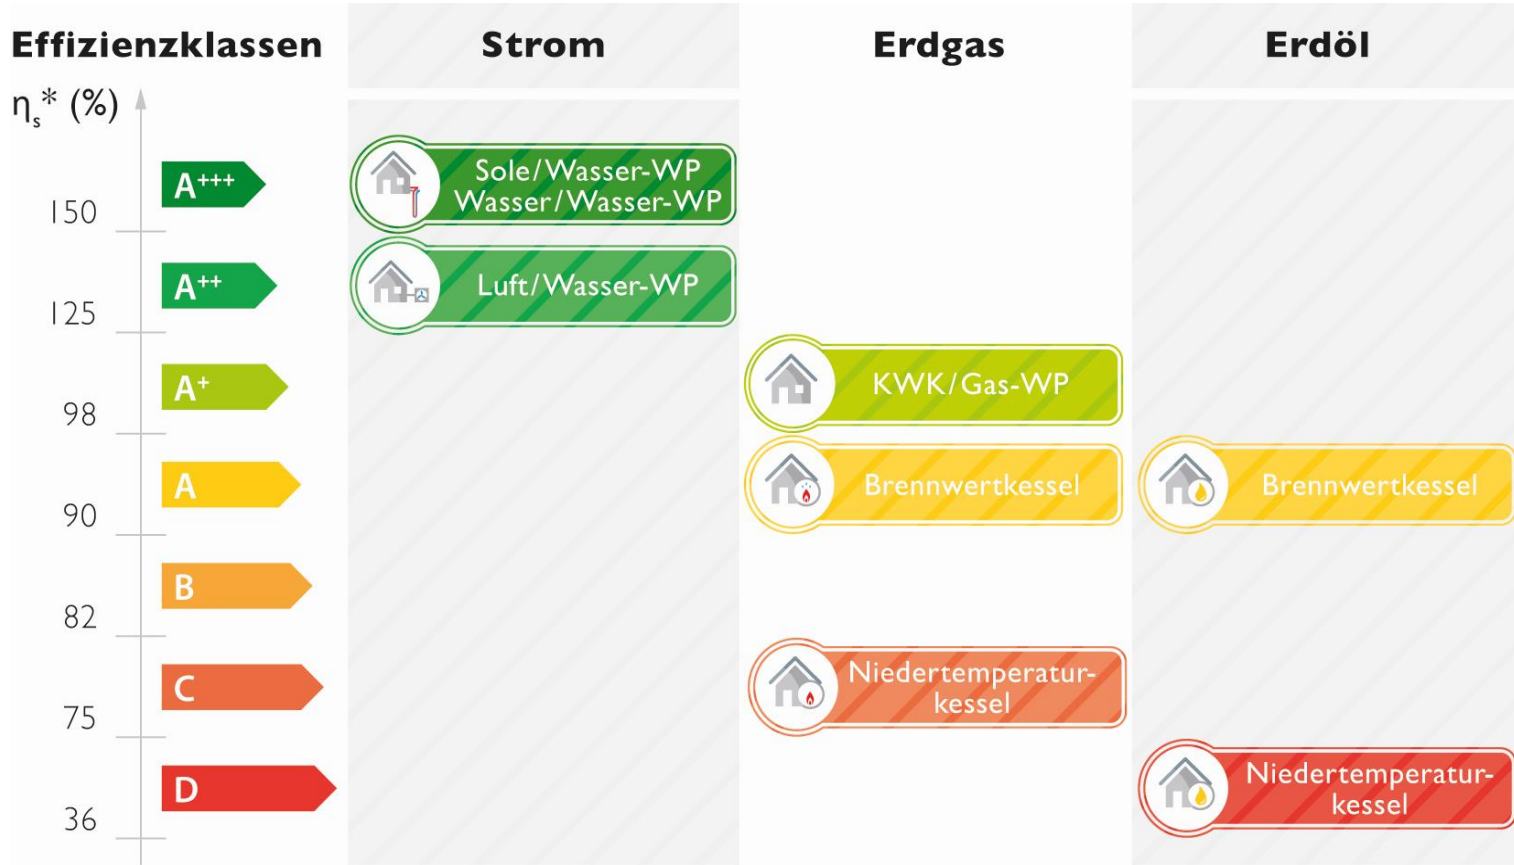 Effizienzklassen Strom Erdgas Erdöl
ηs* (%)
A+++ Sole/Wasser-WP
Wasser/Wasser-WP
150
A++ Luft/Wasser-WP
125
A+ KWK/Gas-WP
98
A Brennwertkessel Brennwertkessel
90
B
82
C Niedertemperatur-
kessel
75
D Niedertemperatur-
kessel
36